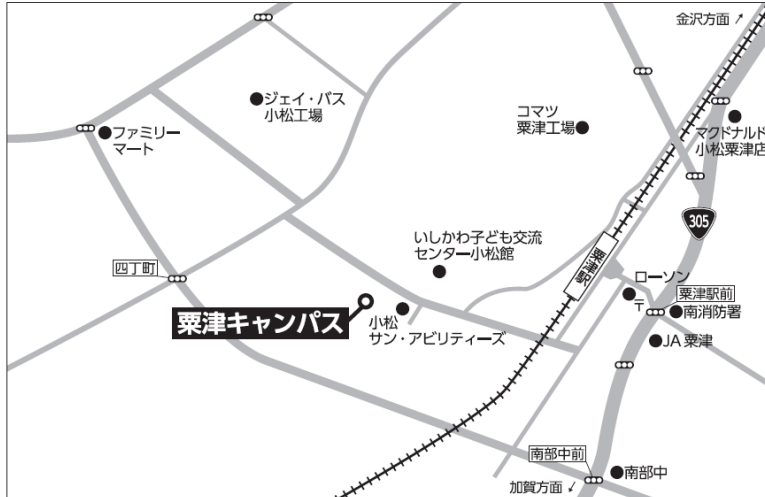 金沢方面
ジェイ・バス
小松工場
コマツ
粟津工場
マクドナルド
小松粟津店
ファミリー
マート
305
いしかわ子ども交流
センター小松館
粟津駅
四丁町
ローソン
粟津駅前
〒
南消防署
粟津キャンパス
小松
サン・アビリティーズ
JA粟津
南部中前
南部中
加賀方面